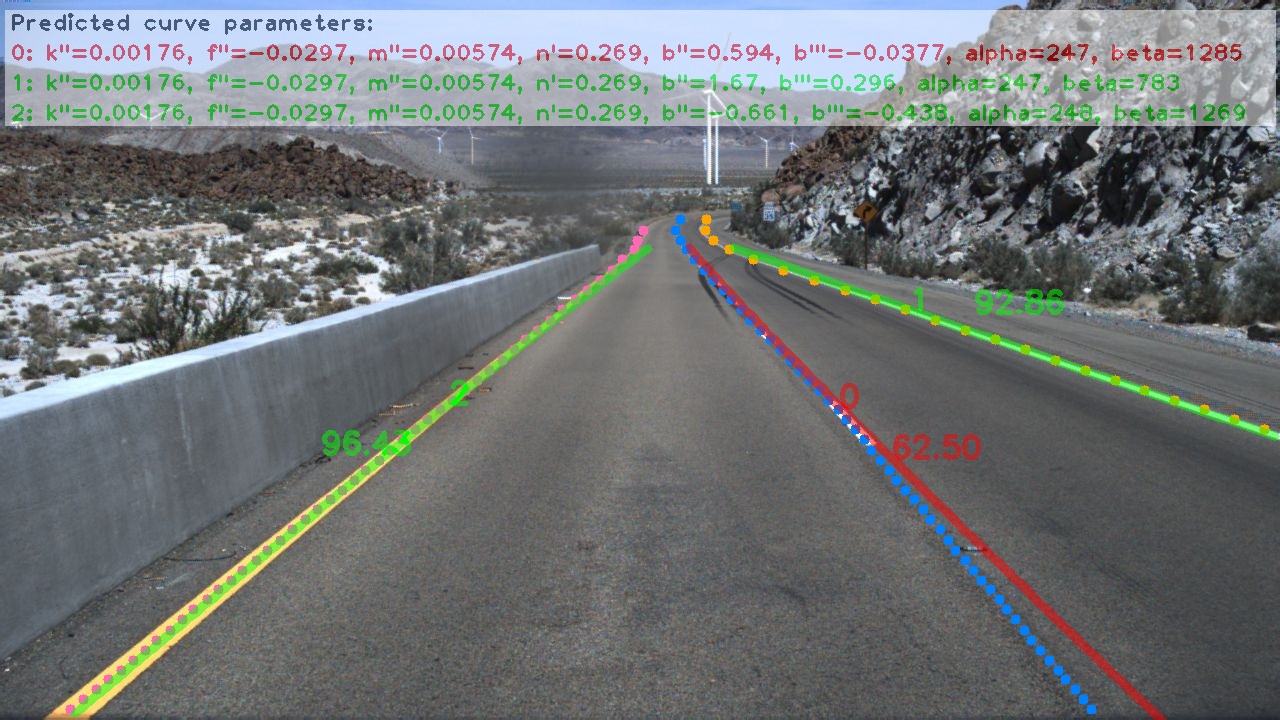 Predicted curve parameters:
0: k''=0.00176, f''=-0.0297, m''=0.00574, n'=0.269, b''=0.594, b'''=-0.0377, alpha=247, beta=1285
1: k''=0.00176, f''=-0.0297, m''=0.00574, n'=0.269, b''=1.67, b'''=0.296, alpha=247, beta=783
2: k''=0.00176, f''=-0.0297, m''=0.00574, n'=0.269, b''=-0.661, b'''=-0.438, alpha=248, beta=1269
1 92.86
2
0
96.43
62.50